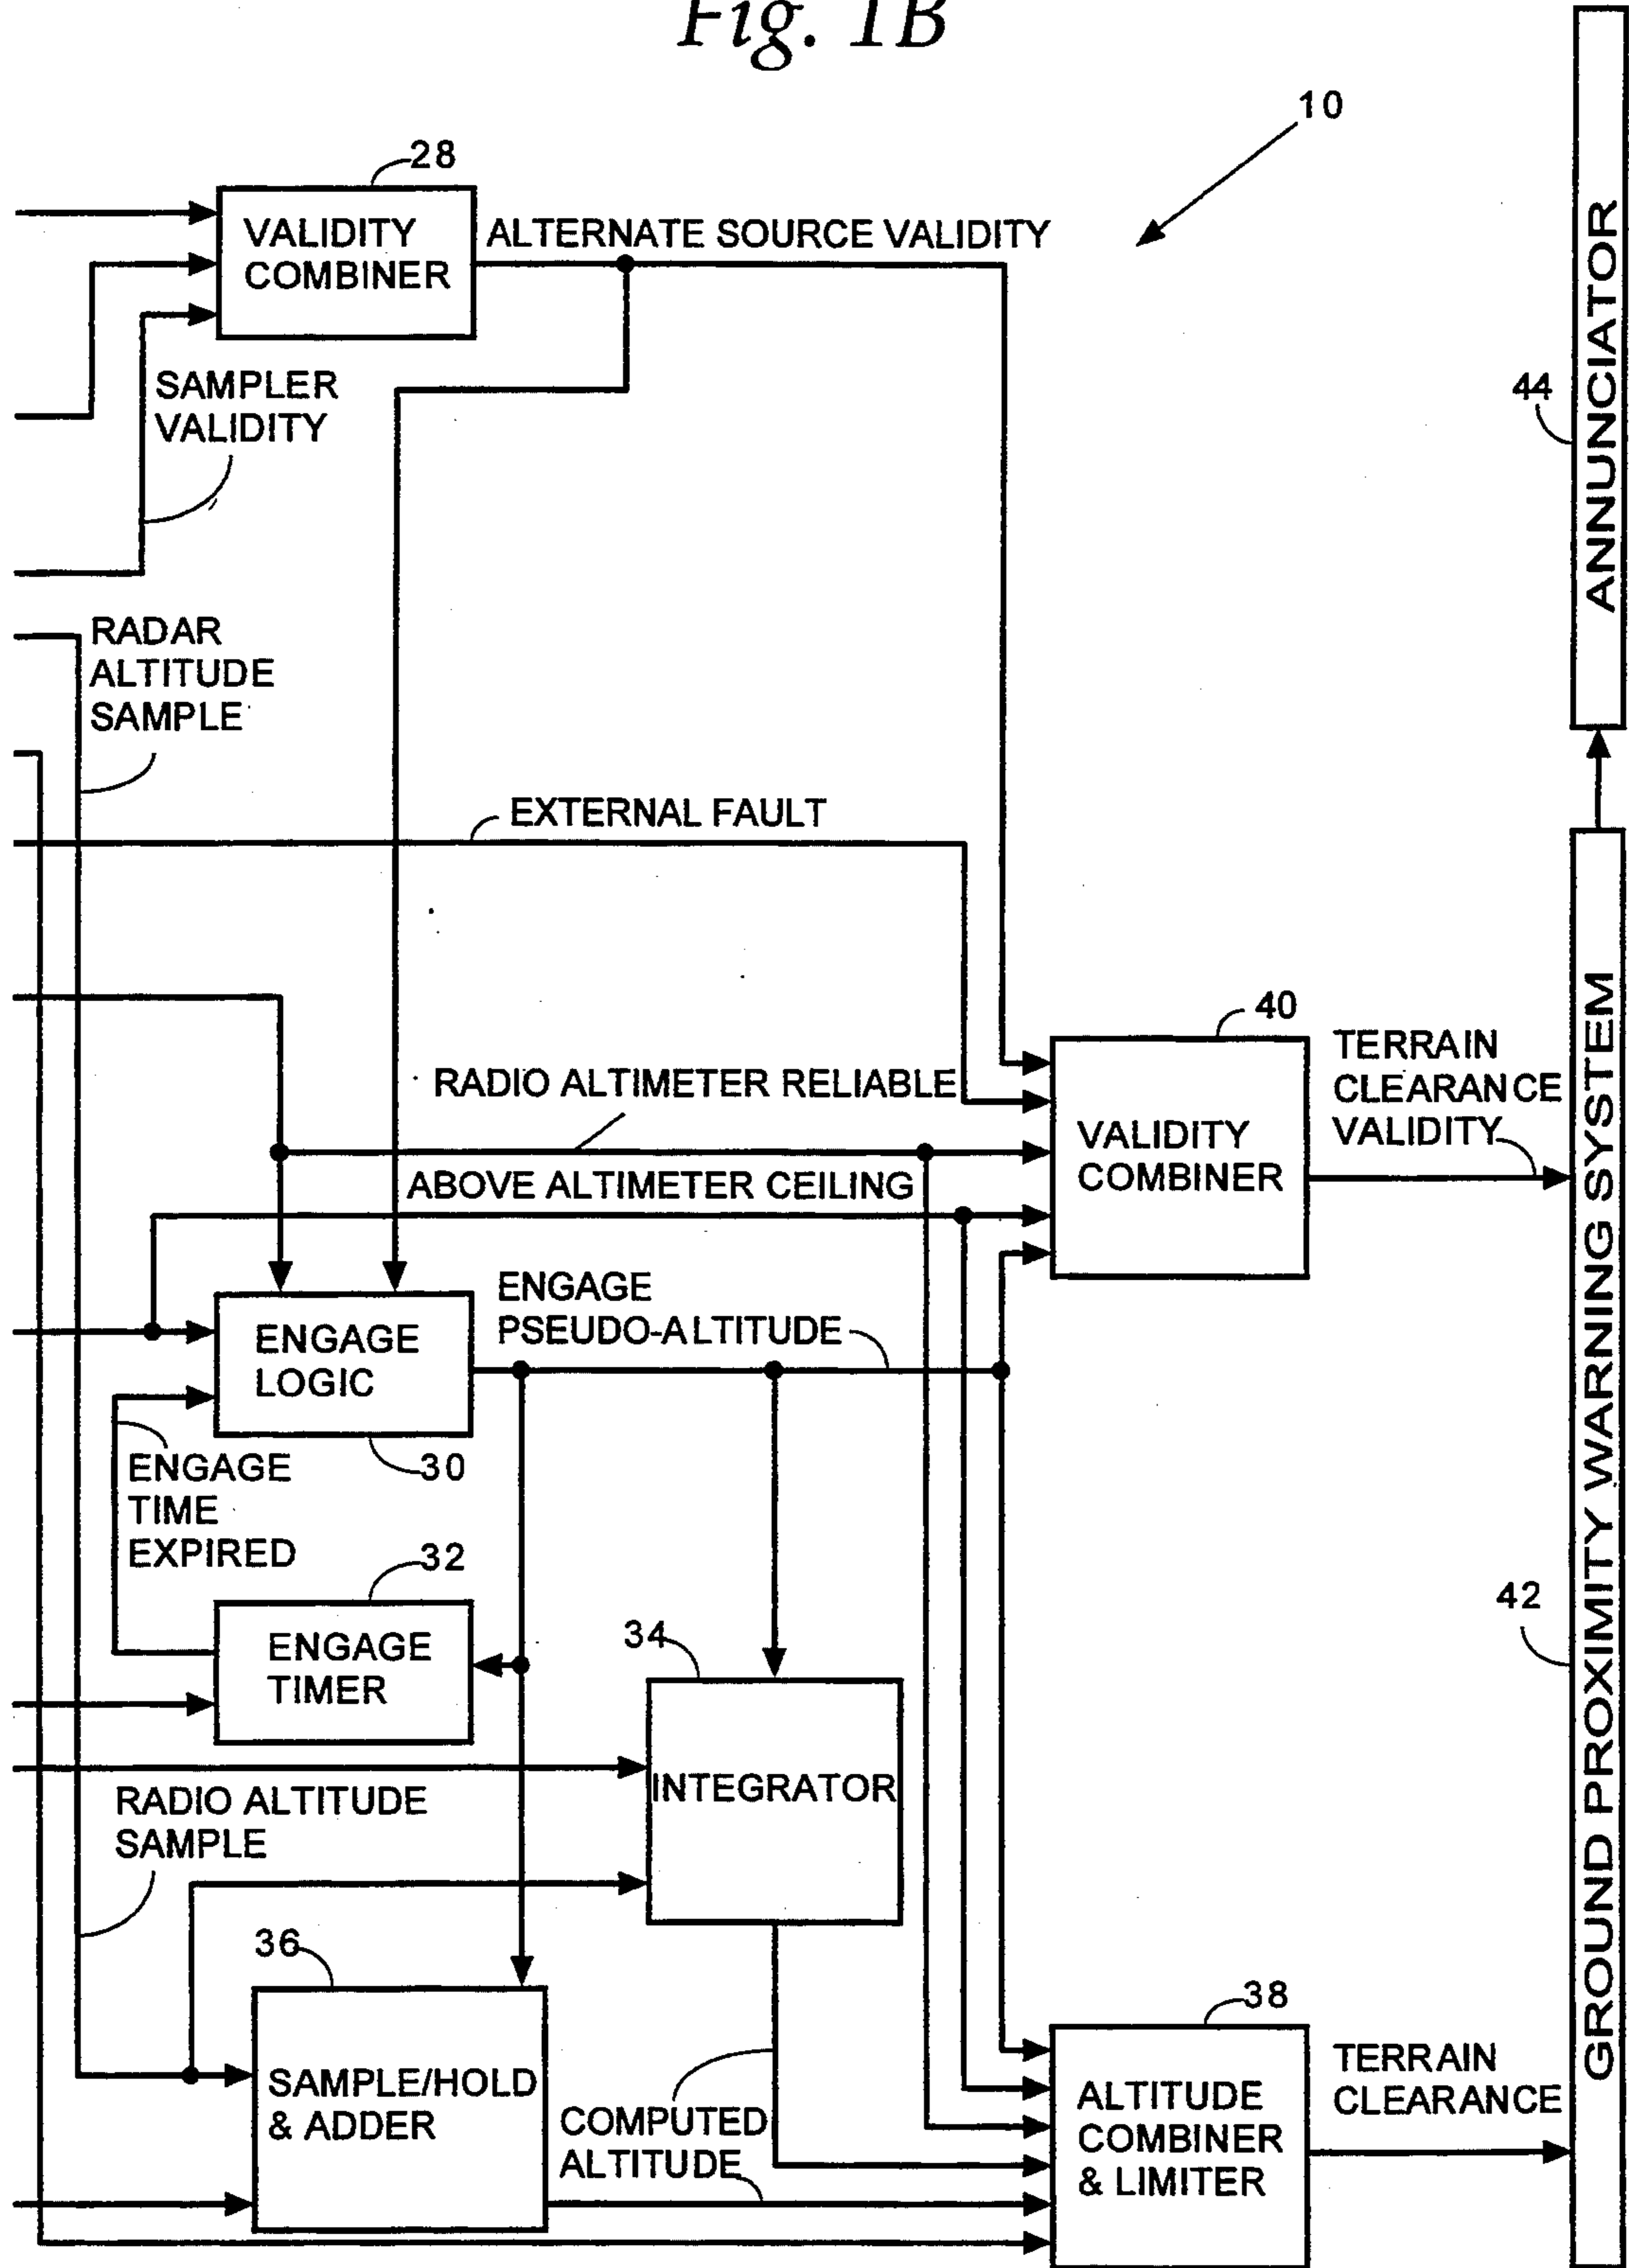 Fig. 1B
10
28
VALIDITY
COMBINER
ALTERNATE SOURCE VALIDITY
SAMPLER
VALIDITY
44
ANNUNCIATOR
RADAR
ALTITUDE
SAMPLE
EXTERNAL FAULT
40
RADIO ALTIMETER RELIABLE
VALIDITY
COMBINER
TERRAIN
CLEARANCE
VALIDITY
ABOVE ALTIMETER CEILING
ENGAGE
PSEUDO-ALTITUDE
ENGAGE
LOGIC
30
ENGAGE
TIME
EXPIRED
32
ENGAGE
TIMER
34
INTEGRATOR
42
GROUND PROXIMITY WARNING SYSTEM
RADIO ALTITUDE
SAMPLE
36
SAMPLE/HOLD
& ADDER
COMPUTED
ALTITUDE
38
ALTITUDE
COMBINER
& LIMITER
TERRAIN
CLEARANCE